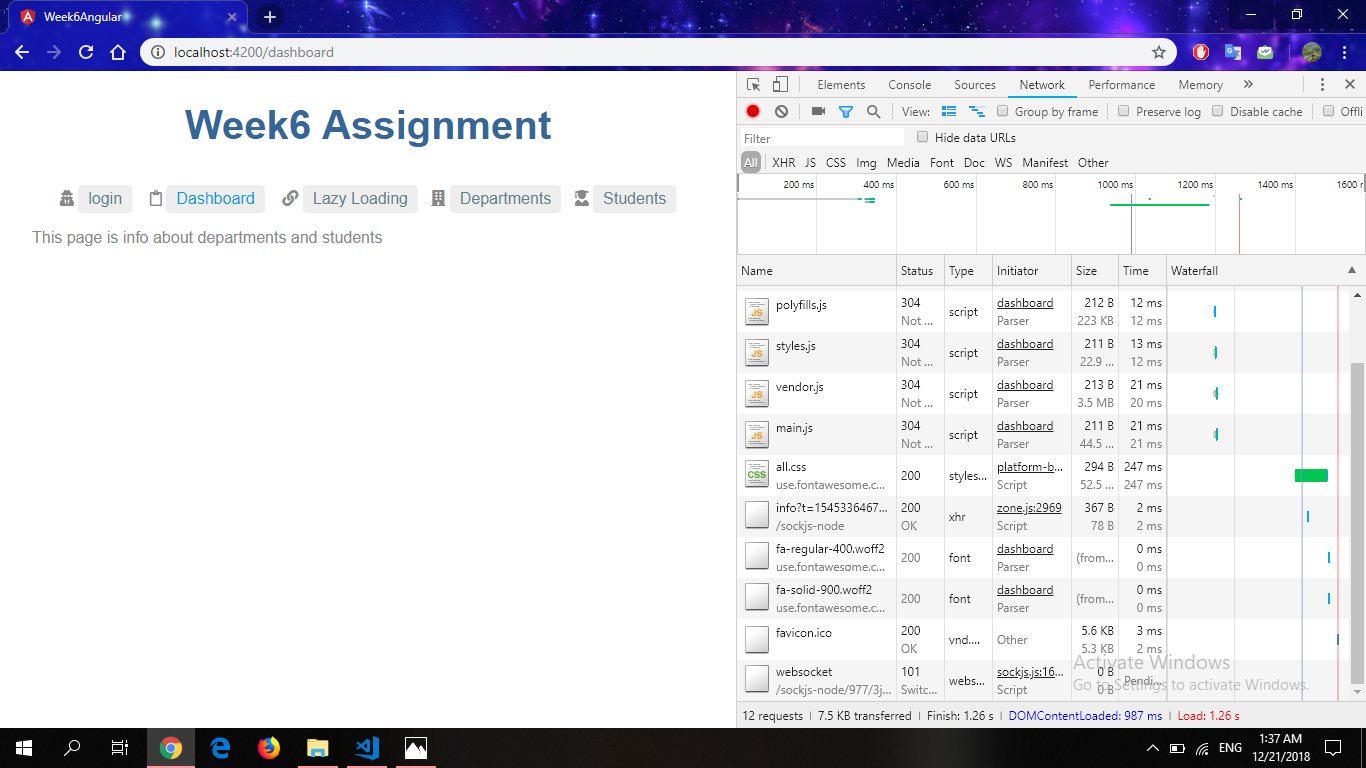 Week6Angular
localhost:4200/dashboard
Week6 Assignment
login Dashboard Lazy Loading Departments Students
This page is info about departments and students
Elements Console Sources Network Performance Memory
View: Group by frame Preserve log Disable cache Offli
Filter Hide data URLs
All XHR JS CSS Img Media Font Doc WS Manifest Other
200 ms 400 ms 600 ms 800 ms 1000 ms 1200 ms 1400 ms 1600 r
Name Status Type Initiator Size Time Waterfall
polyfills.js 304 script dashboard 212 B 12 ms
Not ... Parser 223 KB 12 ms
styles.js 304 script dashboard 211 B 13 ms
Not ... Parser 22.9 ... 12 ms
vendor.js 304 script dashboard 213 B 21 ms
Not ... Parser 3.5 MB 20 ms
main.js 304 script dashboard 211 B 21 ms
Not ... Parser 44.5 ... 21 ms
all.css 200 styles... platform-b... 294 B 247 ms
use.fontawesome.c... Script 52.5 ... 247 ms
info?t=1545336467... 200 xhr zone.js:2969 367 B 2 ms
/sockjs-node OK Script 78 B 2 ms
fa-regular-400.woff2 200 font dashboard (from... 0 ms
use.fontawesome.c... Parser 0 ms
fa-solid-900.woff2 200 font dashboard (from... 0 ms
use.fontawesome.c... Parser 0 ms
favicon.ico 200 vnd.... Other 5.6 KB 3 ms
OK 5.3 KB 2 ms
websocket 101 webs... sockjs.js:16... 0 B Pendi...
/sockjs-node/977/3j... Switc... Script 0 B
Activate Windows
Go to Settings to activate Windows.
12 requests | 7.5 KB transferred | Finish: 1.26 s | DOMContentLoaded: 987 ms | Load: 1.26 s
ENG 1:37 AM
12/21/2018